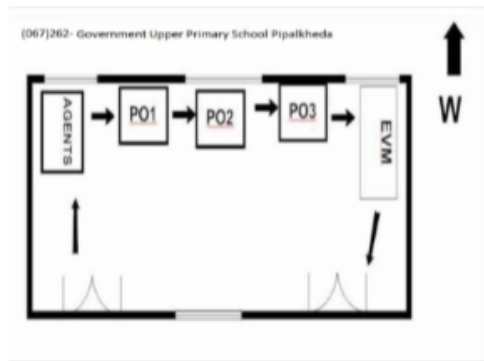 (067)262- Government Upper Primary School Pipalkheda
W
AGENTS
PO1
PO2
PO3
EVM